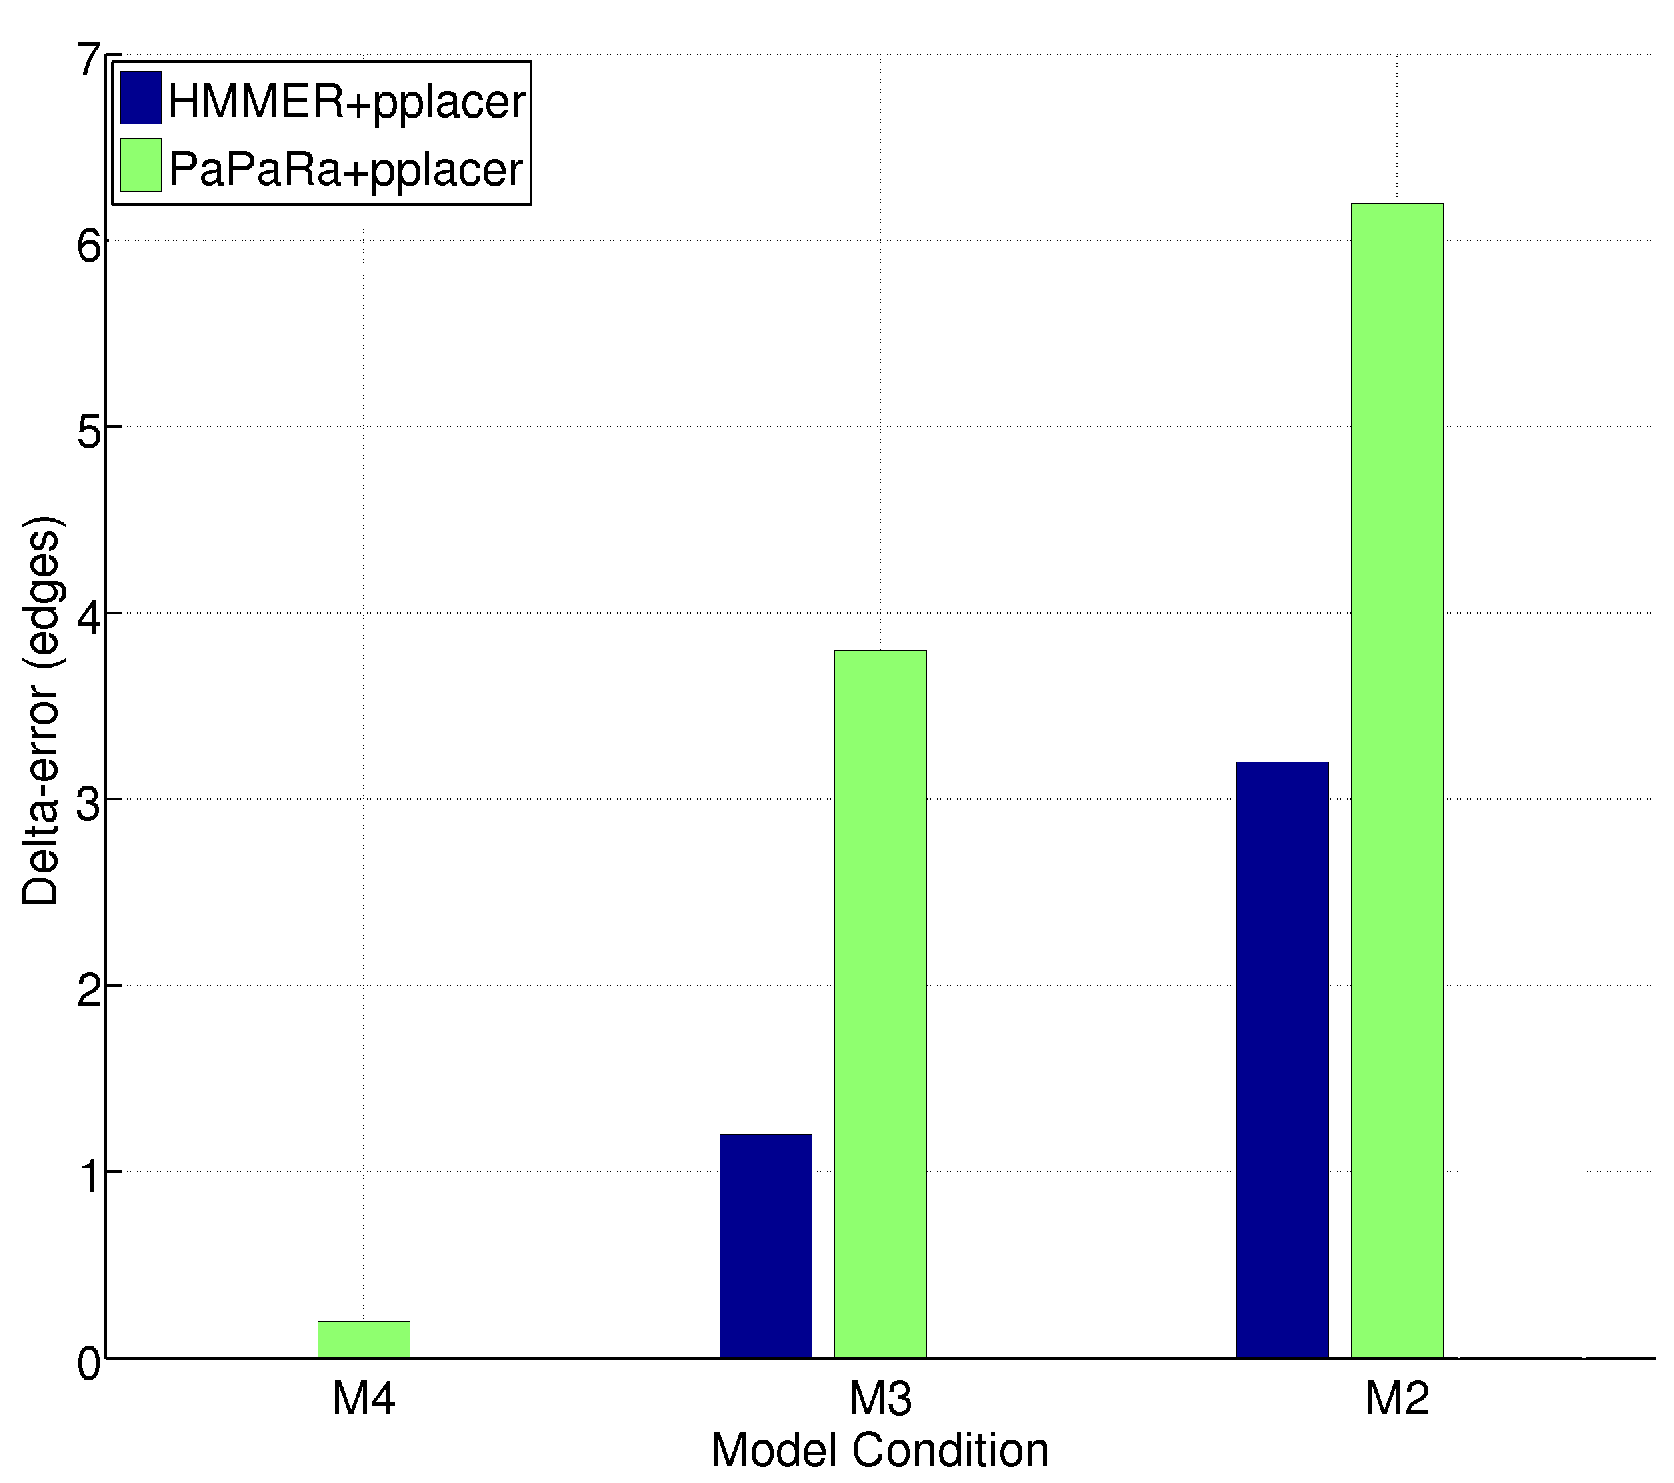 7
HMMER+pplacer
PaPaRa+pplacer
6
5
4
3
2
1
0
Delta-error (edges)
M4 M3 M2
Model Condition